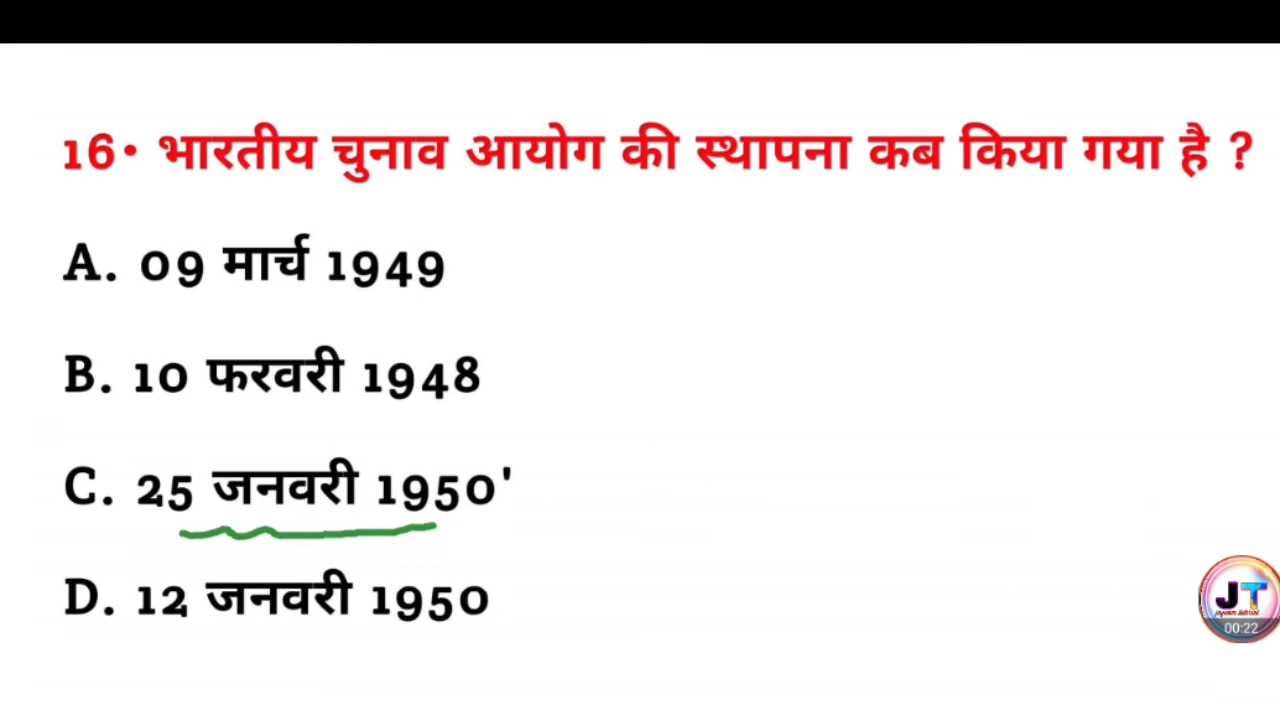 16• भारतीय चुनाव आयोग की स्थापना कब किया गया है ?
A. 09 मार्च 1949
B. 10 फरवरी 1948
C. 25 जनवरी 1950'
D. 12 जनवरी 1950
JT
00:22